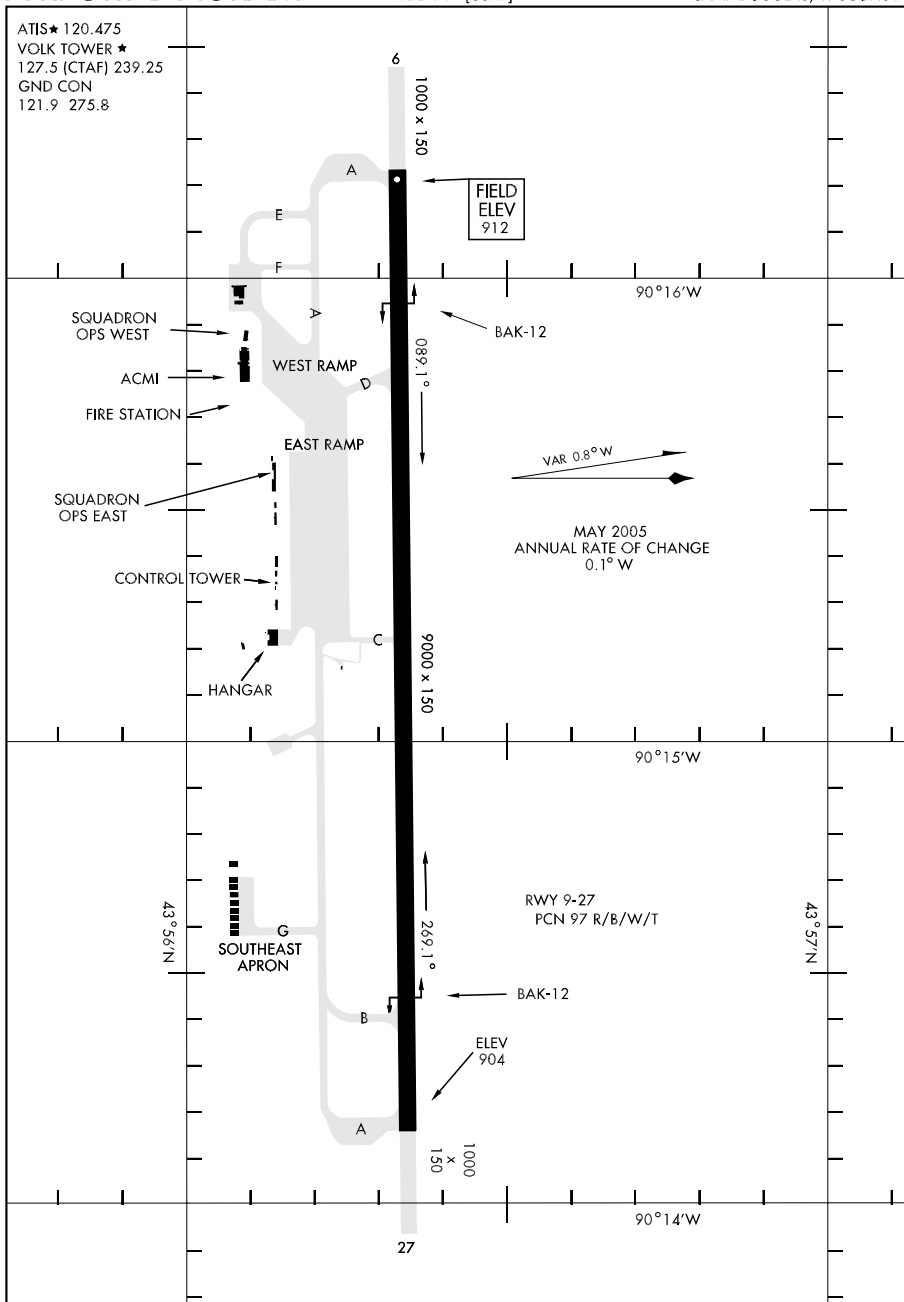 ATIS★ 120.475
VOLK TOWER ★
127.5 (CTAF) 239.25
GND CON
121.9 275.8
6
1000 x 150
A
FIELD
ELEV
912
E
F
90°16'W
A
BAK-12
SQUADRON
OPS WEST
WEST RAMP
089.1°
ACMI
D
FIRE STATION
EAST RAMP
VAR 0.8° W
SQUADRON
OPS EAST
MAY 2005
ANNUAL RATE OF CHANGE
0.1° W
CONTROL TOWER
C
9000 x 150
HANGAR
90°15'W
43°56'N
G
SOUTHEAST
APRON
269.1°
RWY 9-27
PCN 97 R/B/W/T
43°57'N
BAK-12
B
ELEV
904
A
1000
x
150
90°14'W
27